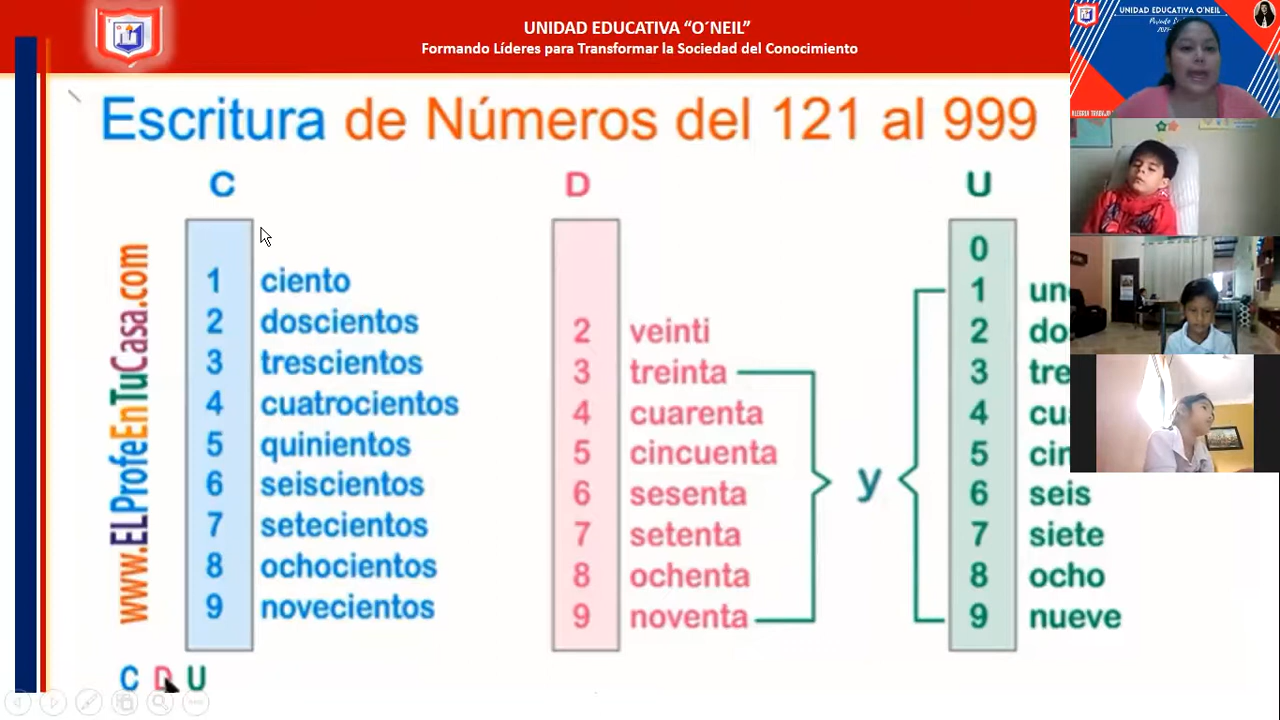 UNIDAD EDUCATIVA “O´NEIL”
Formando Líderes para Transformar la Sociedad del Conocimiento
UNIDAD EDUCATIVA O'NEIL
Escritura de Números del 121 al 999
C D U
www.ELProfeEnTuCasa.com
0
1 ciento 1
2 doscientos 2 veinti 2
3 trescientos 3 treinta 3
4 cuatrocientos 4 cuarenta 4
5 quinientos 5 cincuenta 5
6 seiscientos 6 sesenta y 6 seis
7 setecientos 7 setenta 7 siete
8 ochocientos 8 ochenta 8 ocho
9 novecientos 9 noventa 9 nueve
C D U